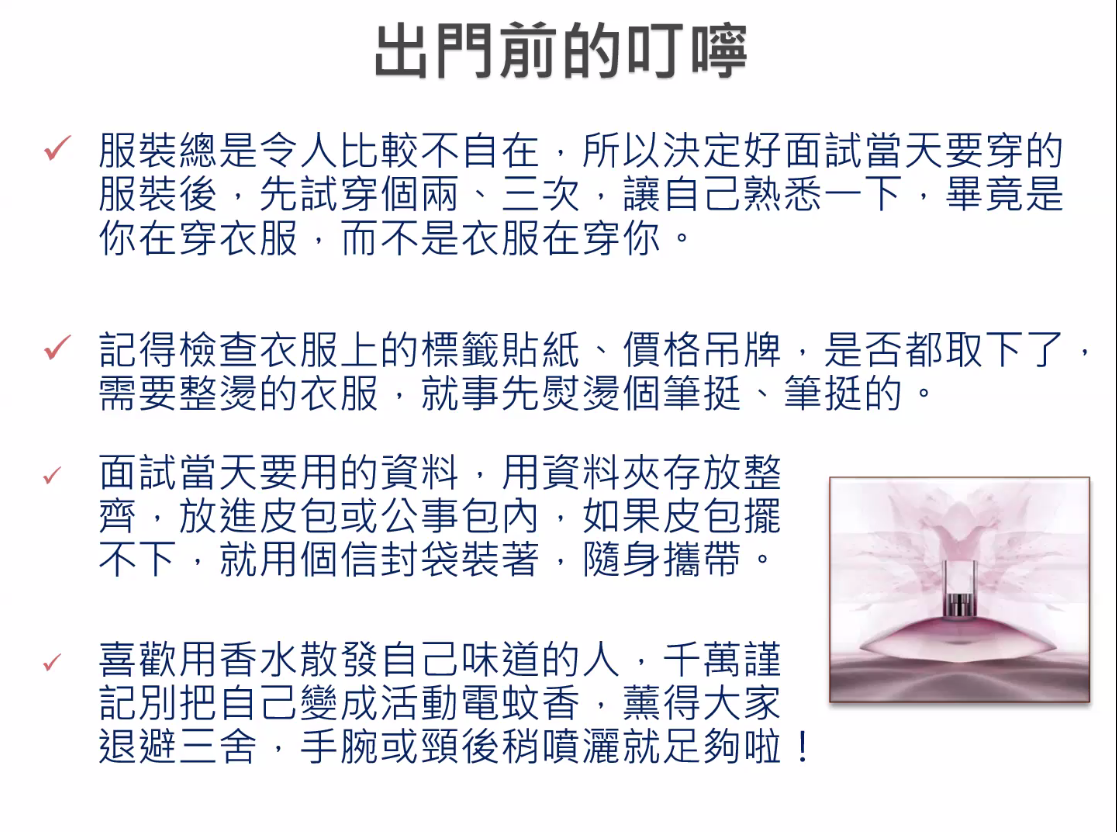 出門前的叮嚀
✓ 服裝總是令人比較不自在，所以決定好面試當天要穿的
服裝後，先試穿個兩、三次，讓自己熟悉一下，畢竟是
你在穿衣服，而不是衣服在穿你。
✓ 記得檢查衣服上的標籤貼紙、價格吊牌，是否都取下了，
需要整燙的衣服，就事先熨燙個筆挺、筆挺的。
✓ 面試當天要用的資料，用資料夾存放整
齊，放進皮包或公事包內，如果皮包擺
不下，就用個信封袋裝著，隨身攜帶。
✓ 喜歡用香水散發自己味道的人，千萬謹
記別把自己變成活動電蚊香，薰得大家
退避三舍，手腕或頸後稍噴灑就足夠啦！